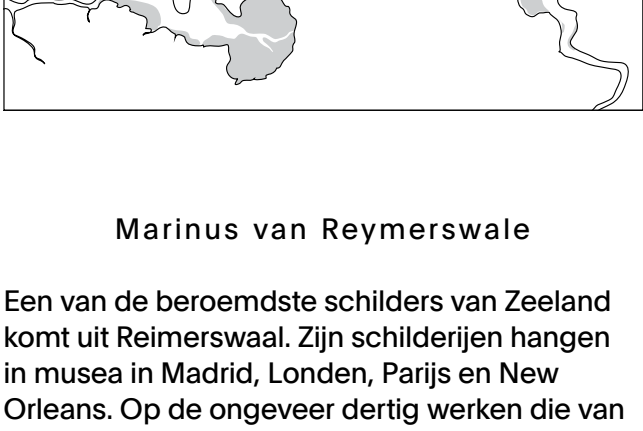 Marinus van Reymerswale
Een van de beroemdste schilders van Zeeland
komt uit Reimerswaal. Zijn schilderijen hangen
in musea in Madrid, Londen, Parijs en New
Orleans. Op de ongeveer dertig werken die van